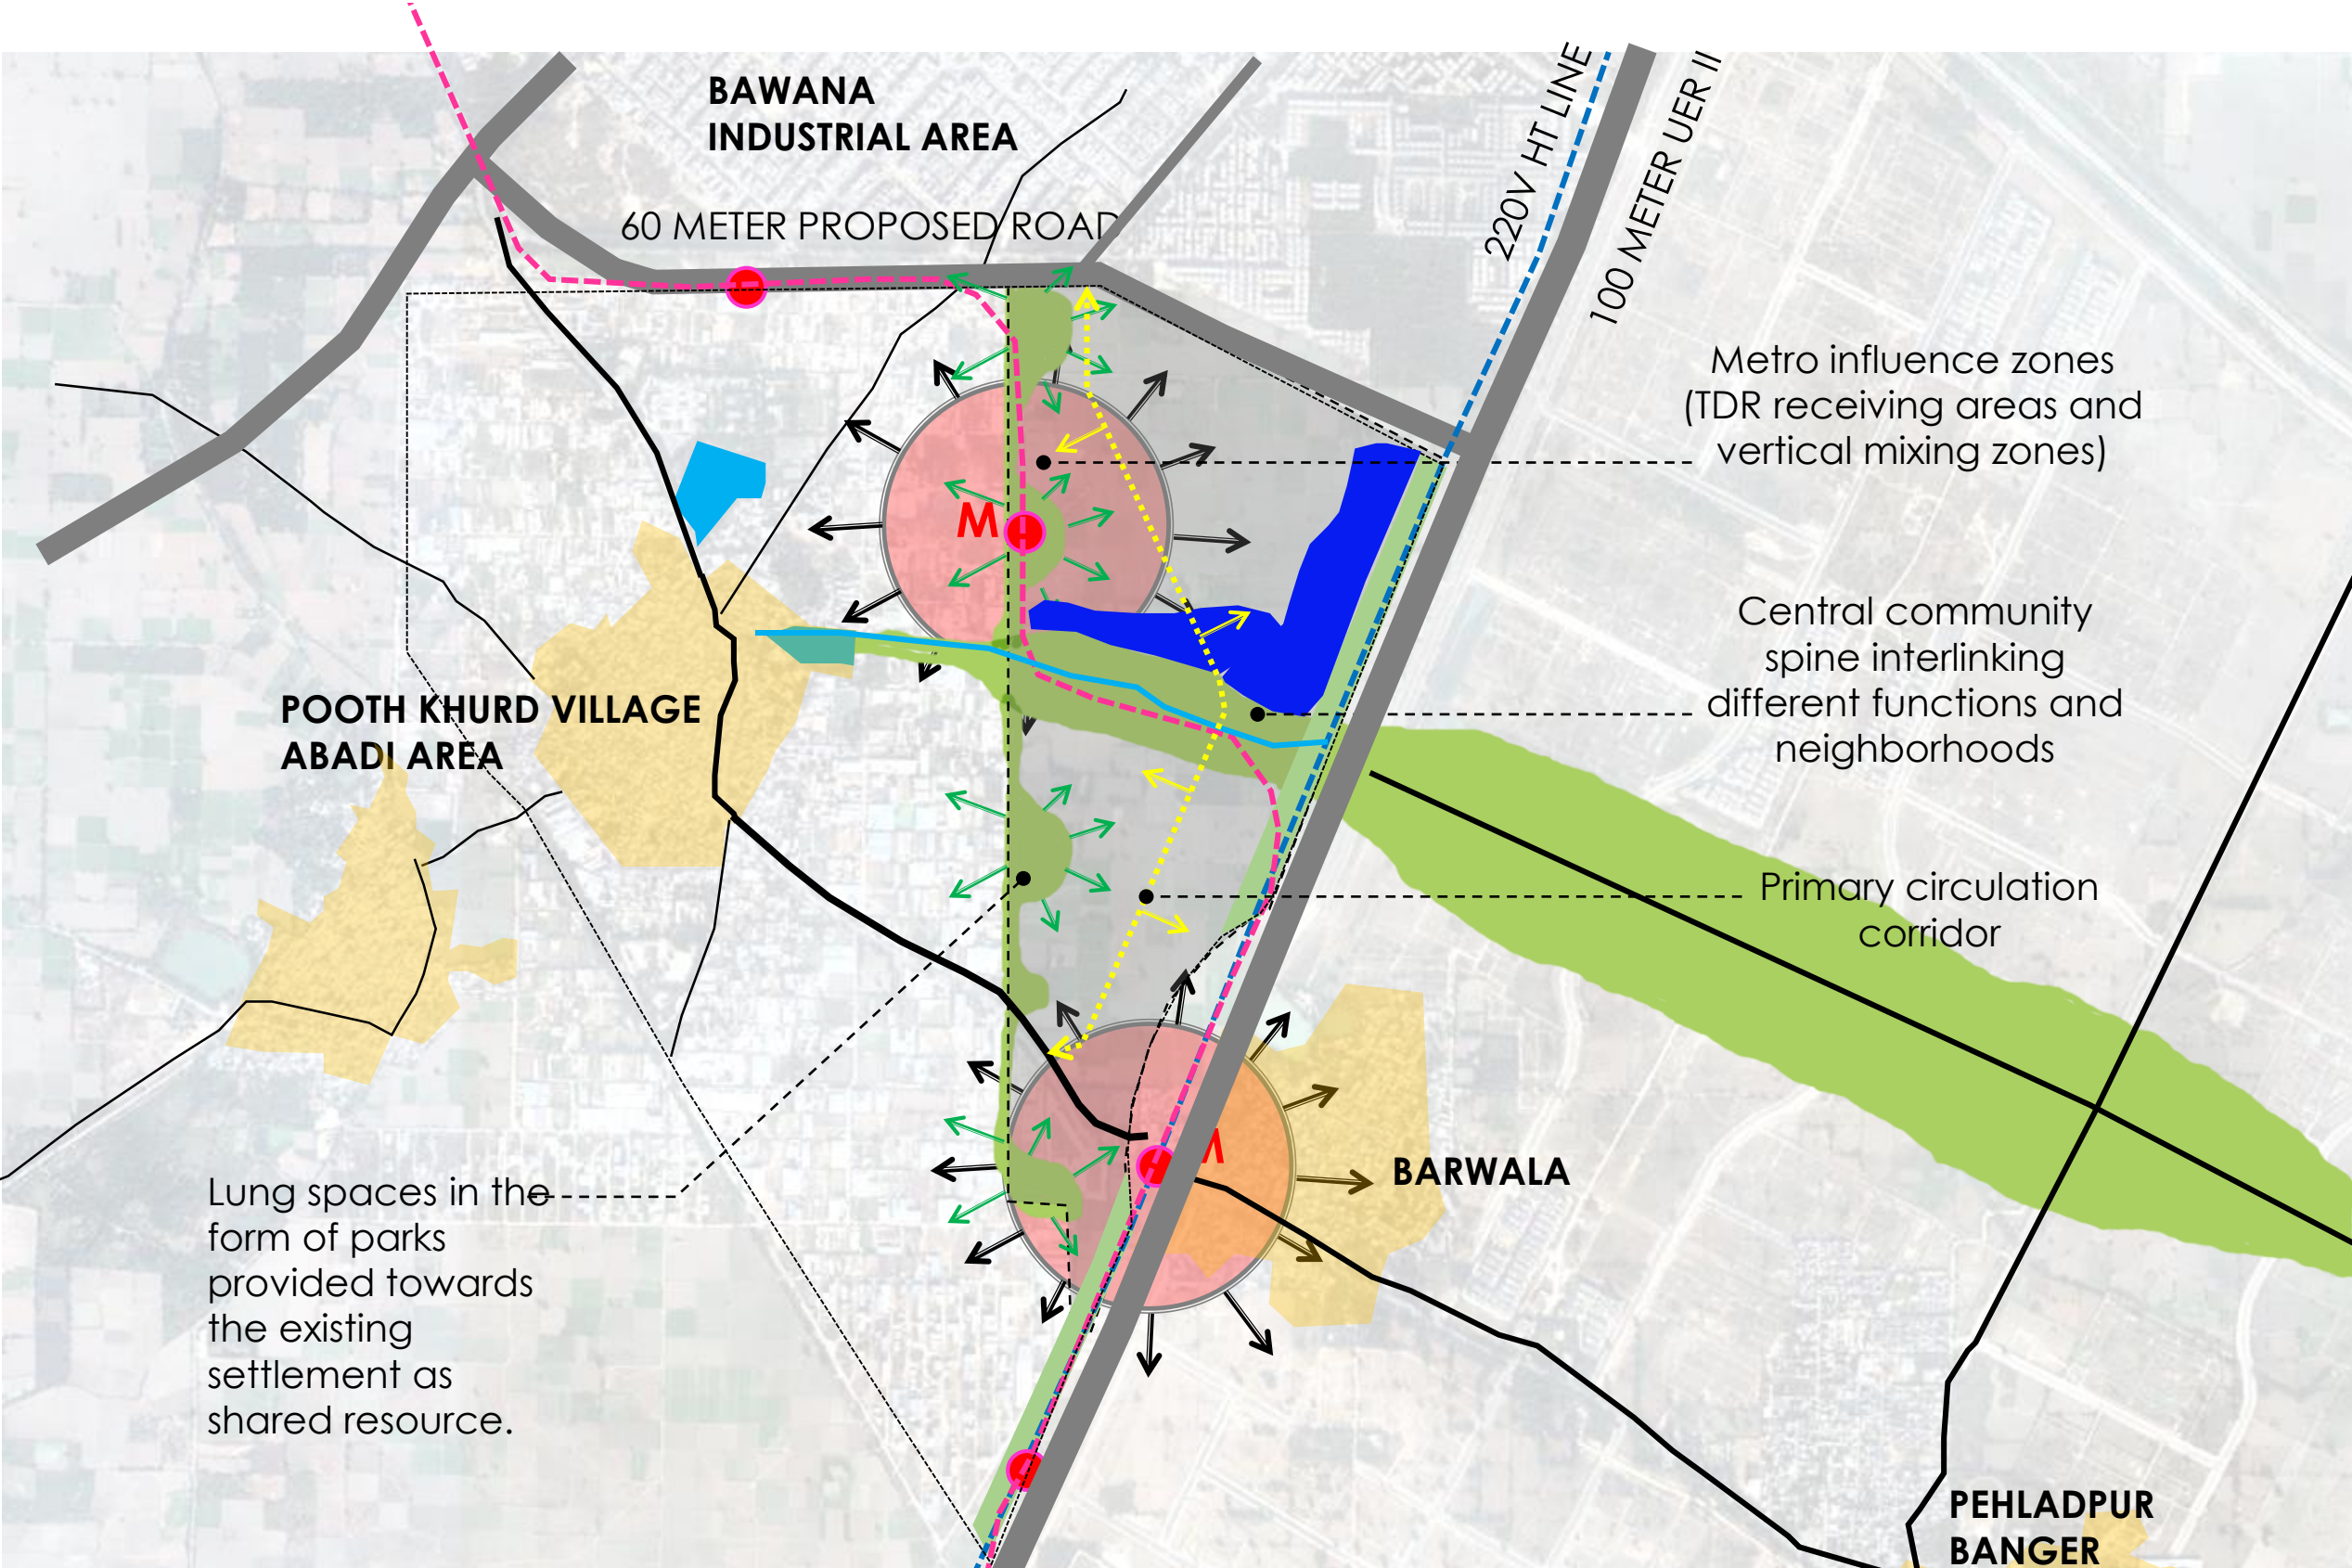 BAWANA
INDUSTRIAL AREA
60 METER PROPOSED ROAD
220V HT LINE
100 METER UER II
Metro influence zones
(TDR receiving areas and
vertical mixing zones)
M
Central community
spine interlinking
different functions and
neighborhoods
POOTH KHURD VILLAGE
ABADI AREA
Primary circulation
corridor
M
BARWALA
Lung spaces in the
form of parks
provided towards
the existing
settlement as
shared resource.
PEHLADPUR
BANGER